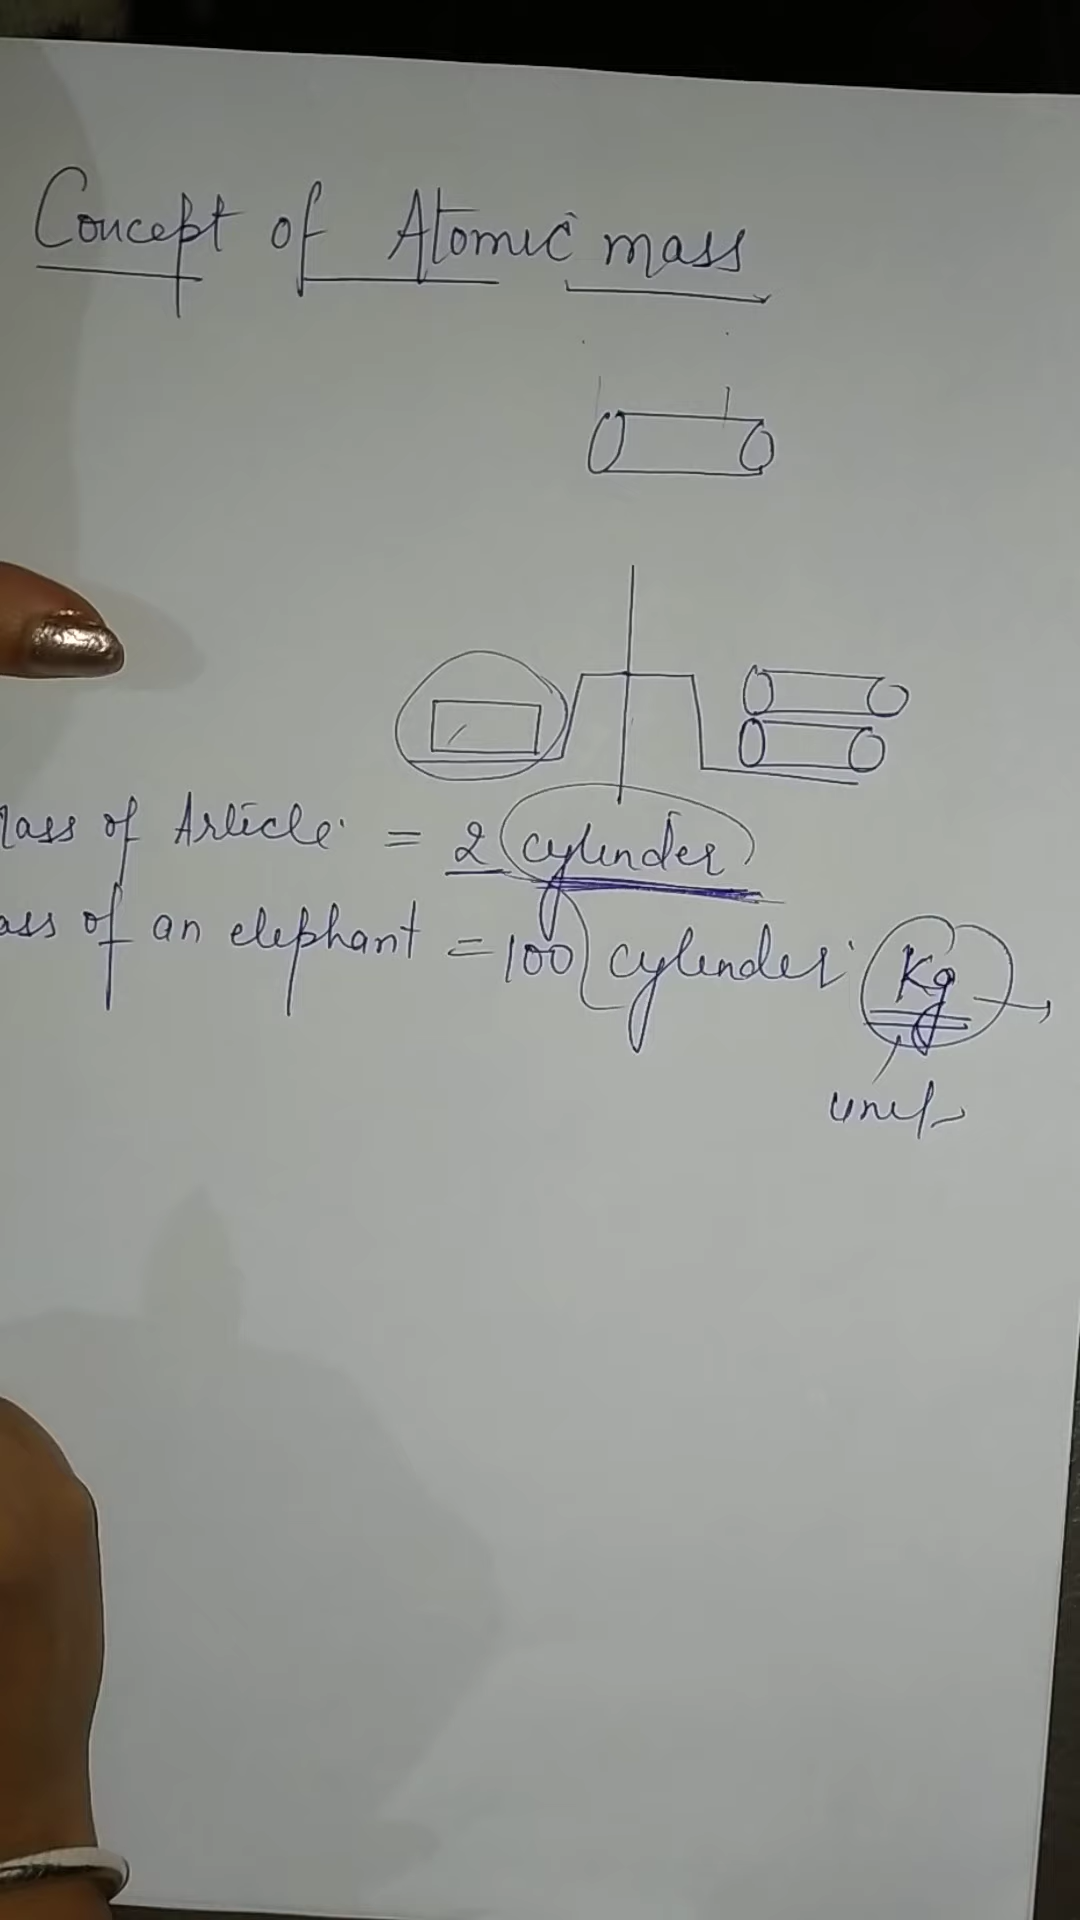 Concept of Atomic mass
Mass of Article = 2 cylinder
ass of an elephant = 100 cylinder Kg
unit